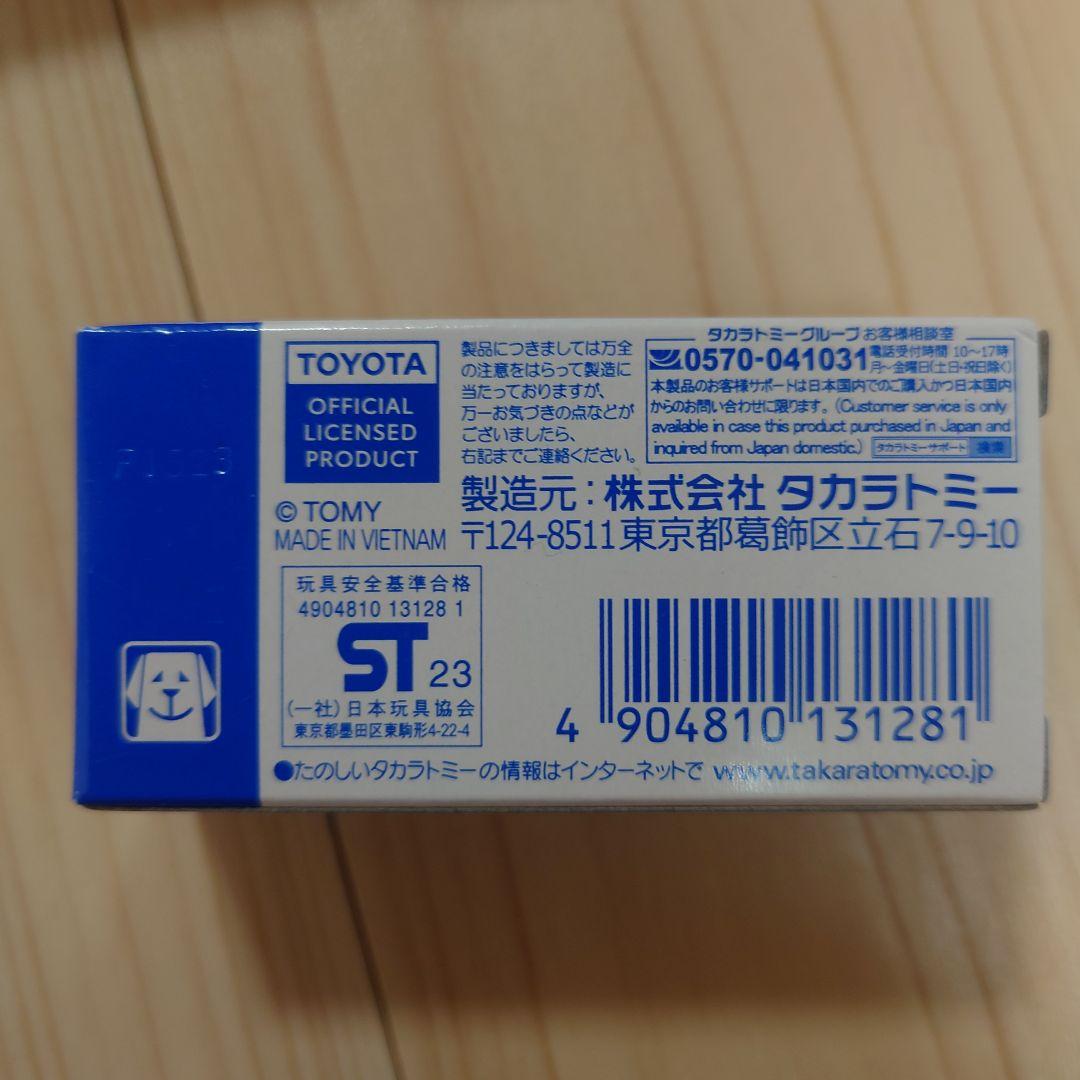 TOYOTA
OFFICIAL
LICENSED
PRODUCT
© TOMY
MADE IN VIETNAM
製品につきましては万全
の注意をはらって製造に
当たっておりますが、
万一お気づきの点などが
ございましたら、
右記までご連絡ください。
タカラトミーグループお客様相談室
0570-041031 電話受付時間 10〜17時
月〜金曜日(土日・祝日除く)
本製品のお客様サポートは日本国内でのご購入かつ日本国内
からのお問い合わせに限ります。(Customer service is only
available in case this product purchased in Japan and
inquired from Japan domestic.) タカラトミーサポート 検索
製造元:株式会社 タカラトミー
〒124-8511 東京都葛飾区立石7-9-10
玩具安全基準合格
4904810 13128 1
ST 23
(一社)日本玩具協会
東京都墨田区東駒形4-22-4
4 904810 131281
●たのしいタカラトミーの情報はインターネットで www.takaratomy.co.jp